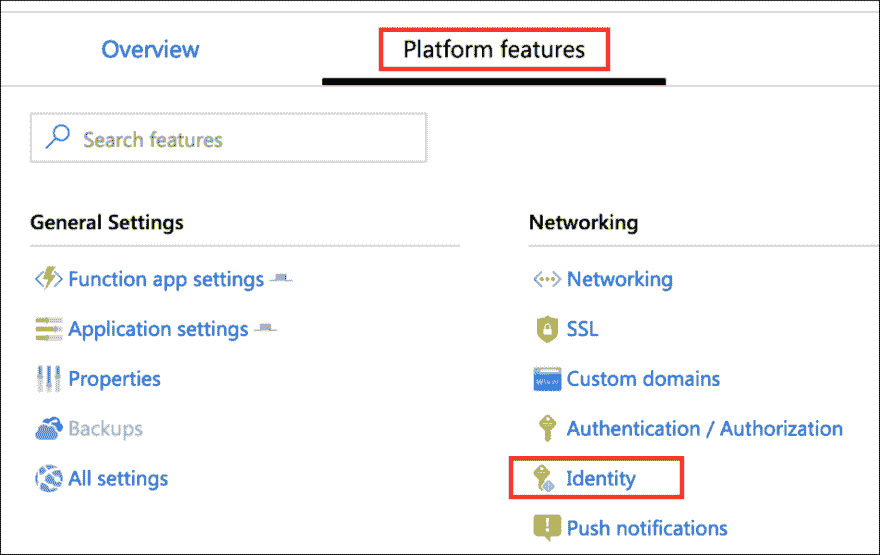 Overview
Platform features
Search features
General Settings
Function app settings
Application settings
Properties
Backups
All settings
Networking
Networking
SSL
Custom domains
Authentication / Authorization
Identity
Push notifications